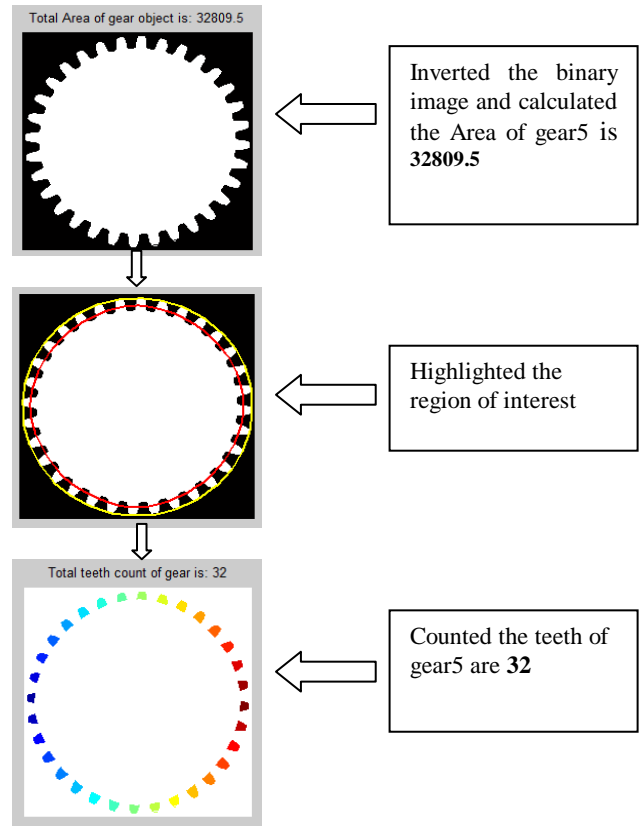 Total Area of gear object is: 32809.5
Inverted the binary
image and calculated
the Area of gear5 is
32809.5
Highlighted the
region of interest
Total teeth count of gear is: 32
Counted the teeth of
gear5 are 32